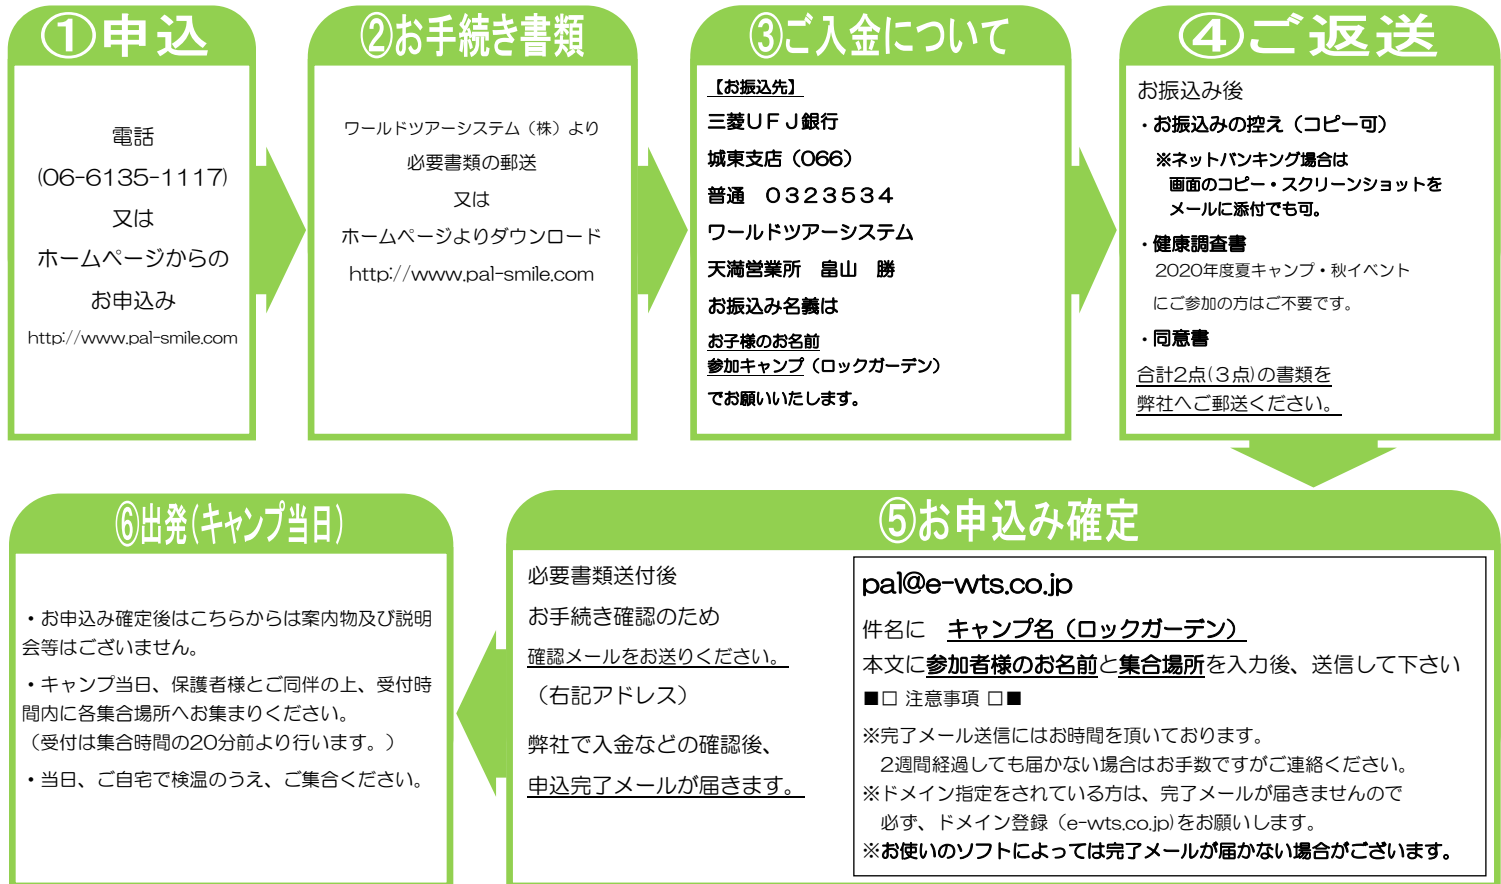 ①申込
電話
(06-6135-1117)
又は
ホームページからの
お申込み
http://www.pal-smile.com
②お手続き書類
ワールドツアーシステム（株）より
必要書類の郵送
又は
ホームページよりダウンロード
http://www.pal-smile.com
③ご入金について
【お振込先】
三菱ＵＦＪ銀行
城東支店（066）
普通　０３２３５３４
ワールドツアーシステム
天満営業所　畠山　勝
お振込み名義は
お子様のお名前
参加キャンプ（ロックガーデン）
でお願いいたします。
④ご返送
お振込み後
・お振込みの控え（コピー可）
※ネットバンキング場合は
画面のコピー・スクリーンショットを
メールに添付でも可。
・健康調査書
2020年度夏キャンプ・秋イベント
にご参加の方はご不要です。
・同意書
合計2点(３点)の書類を
弊社へご郵送ください。
⑤お申込み確定
必要書類送付後
お手続き確認のため
確認メールをお送りください。
（右記アドレス）
弊社で入金などの確認後、
申込完了メールが届きます。
pal@e-wts.co.jp
件名に　キャンプ名（ロックガーデン）
本文に参加者様のお名前と集合場所を入力後、送信して下さい
■□ 注意事項 □■
※完了メール送信にはお時間を頂いております。
2週間経過しても届かない場合はお手数ですがご連絡ください。
※ドメイン指定をされている方は、完了メールが届きませんので
必ず、ドメイン登録（e-wts.co.jp)をお願いします。
※お使いのソフトによっては完了メールが届かない場合がございます。
⑥出発(キャンプ当日)
・お申込み確定後はこちらからは案内物及び説明
会等はございません。
・キャンプ当日、保護者様とご同伴の上、受付時
間内に各集合場所へお集まりください。
（受付は集合時間の20分前より行います。）
・当日、ご自宅で検温のうえ、ご集合ください。